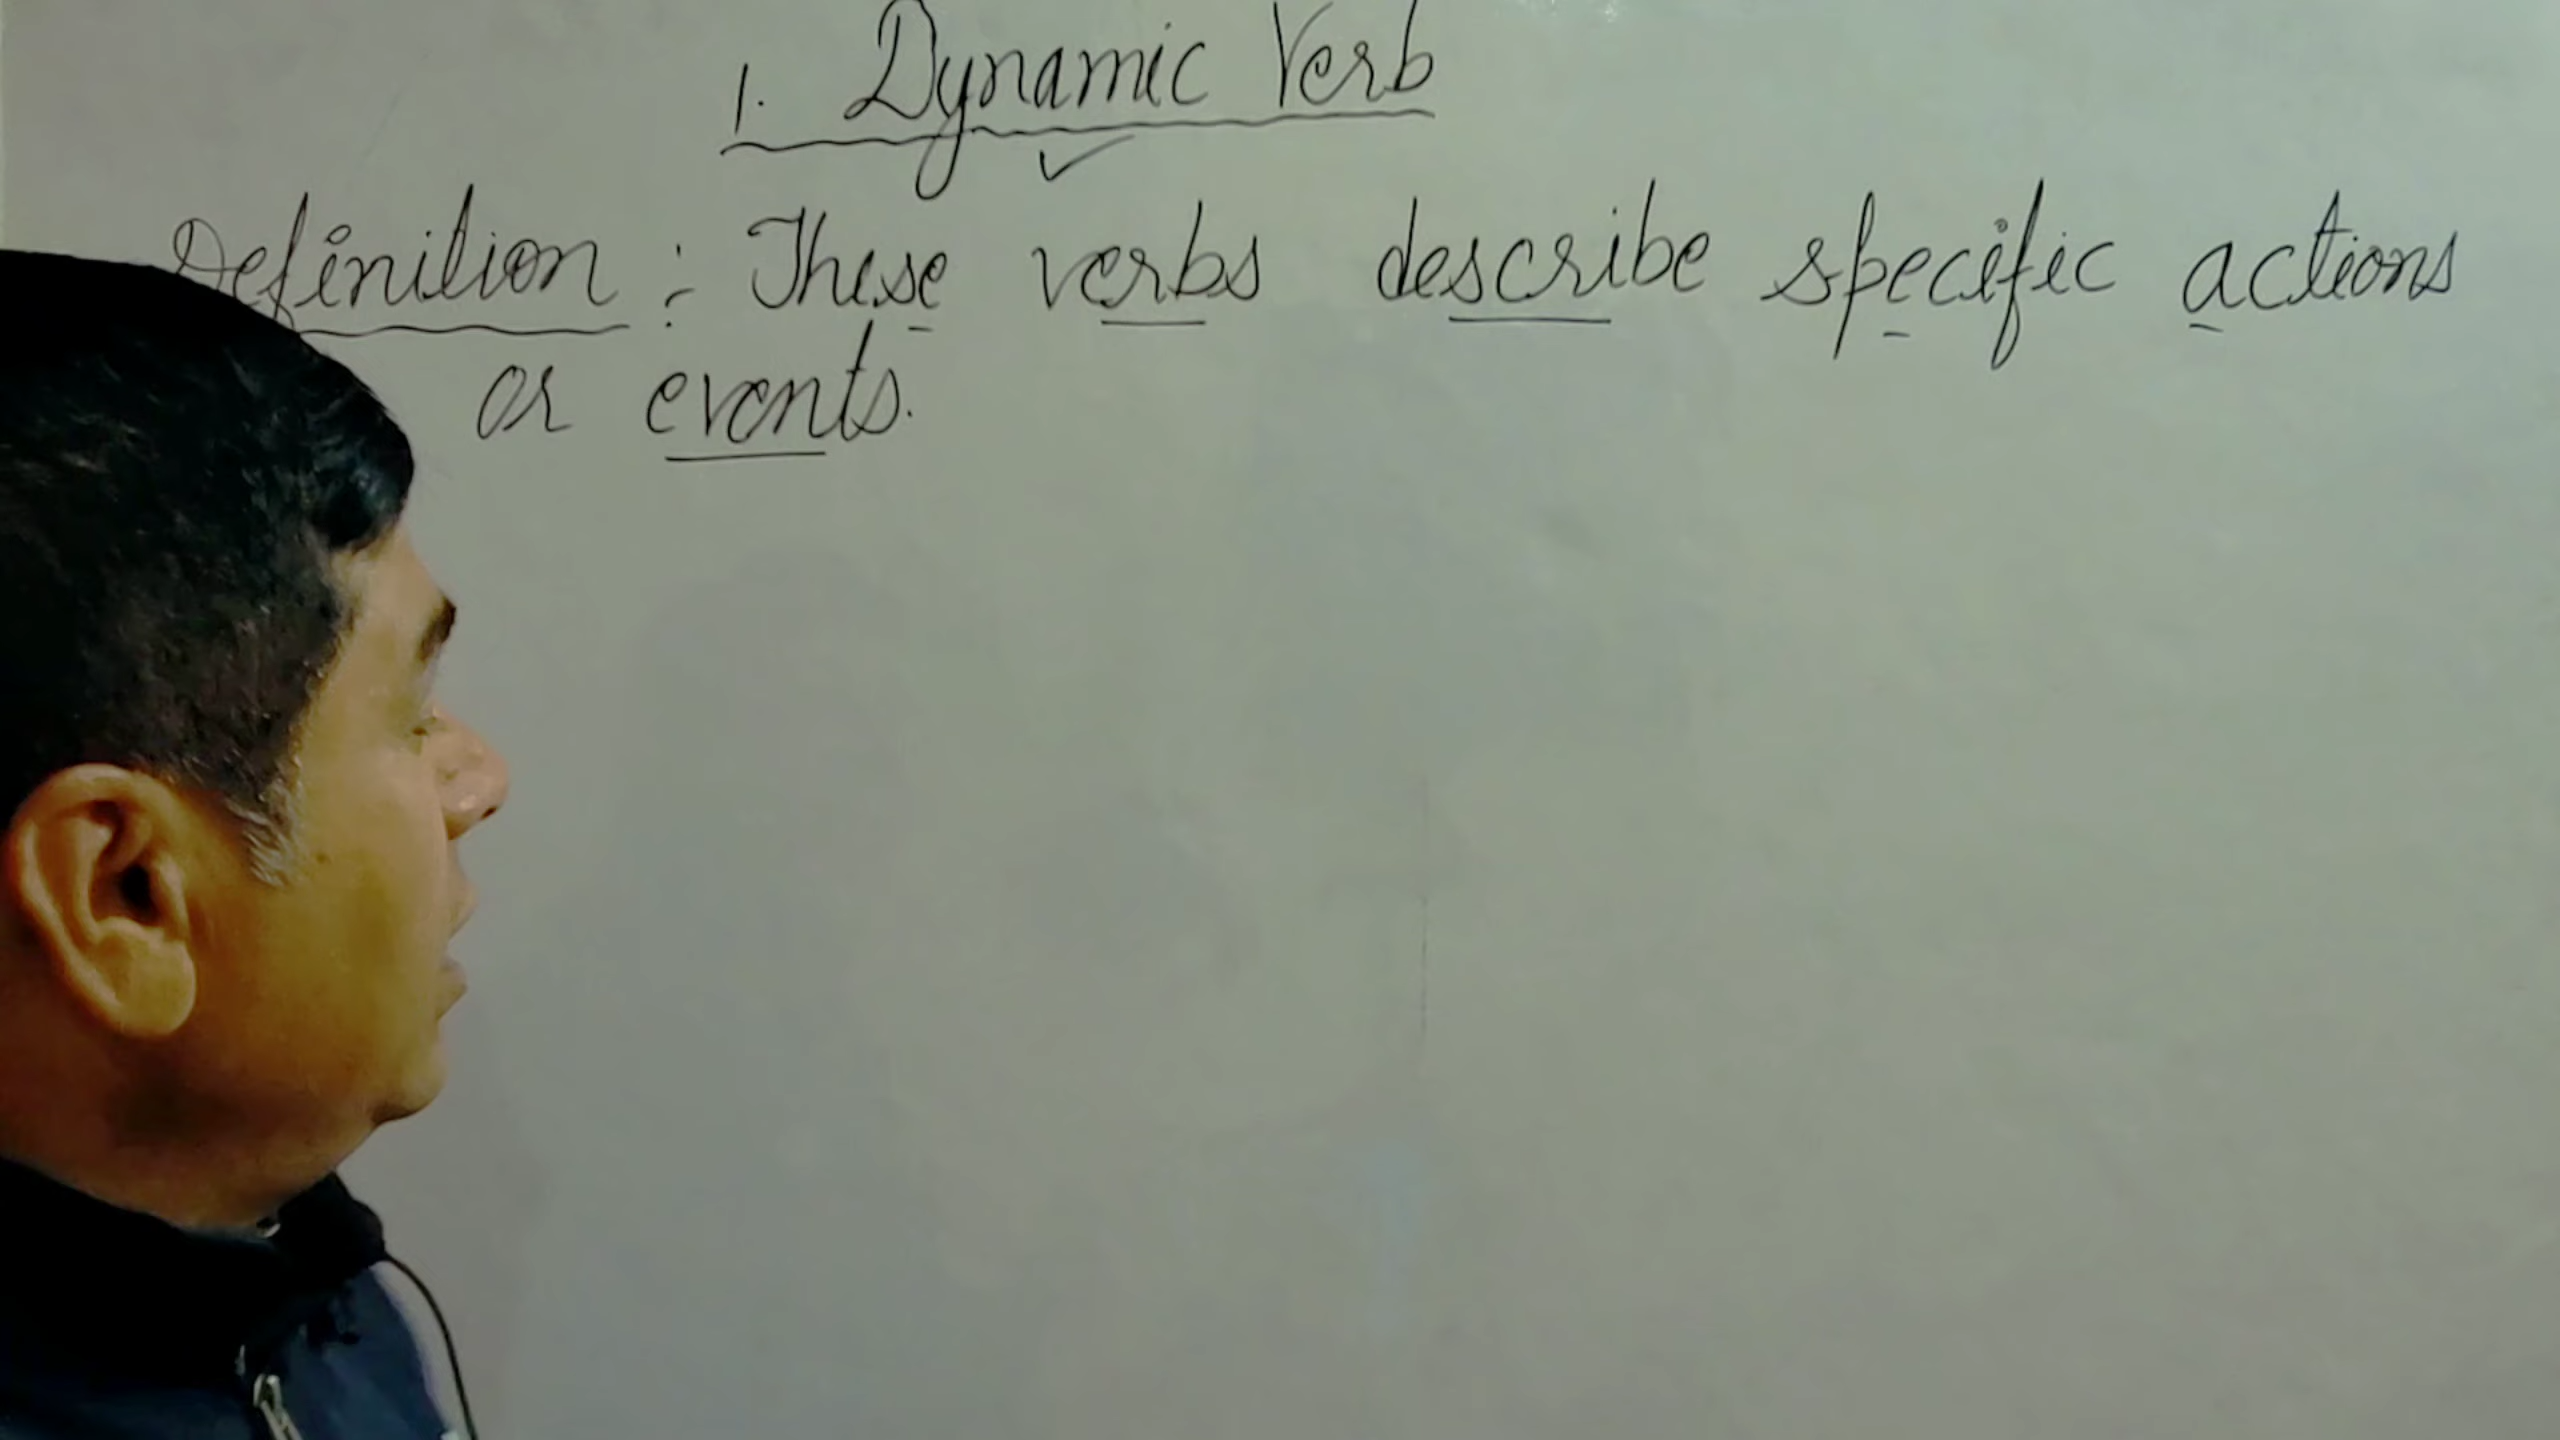 1. Dynamic Verb
Definition : These verbs describe specific actions
or events.